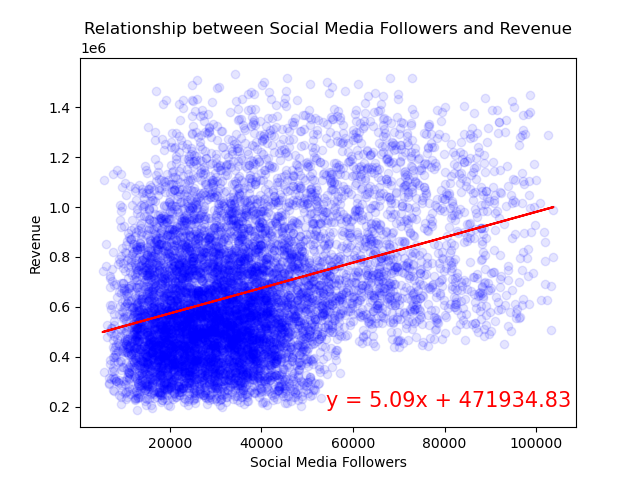 Relationship between Social Media Followers and Revenue
1e6
1.4
1.2
1.0
0.8
0.6
0.4
0.2
Revenue
y = 5.09x + 471934.83
20000 40000 60000 80000 100000
Social Media Followers